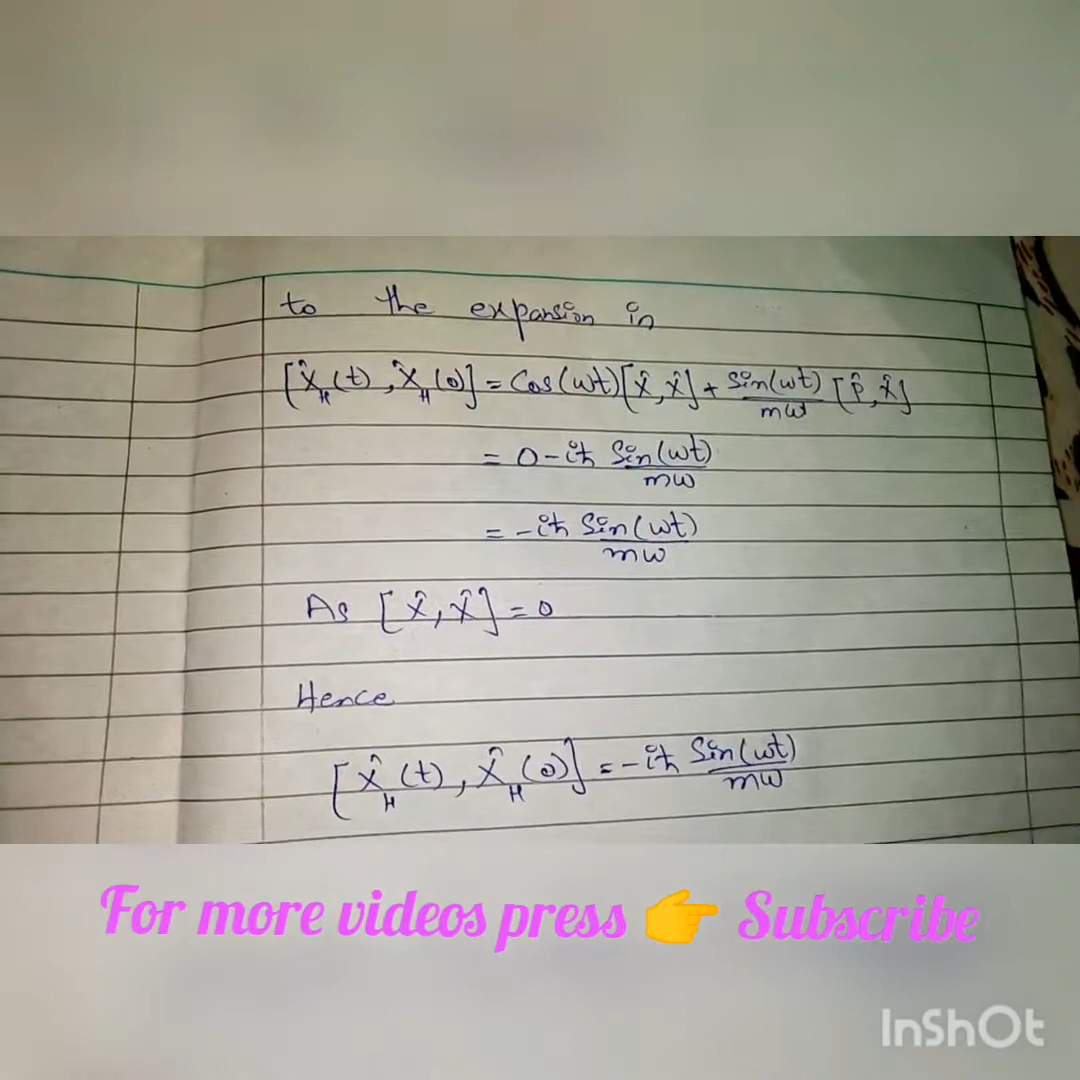 to the expansion in
[X̂_H(t), X̂_H(0)] = Cos(ωt)[X̂, X̂] + Sin(ωt)/mω [P̂, X̂]
= 0 - iħ Sin(ωt)/mω
= -iħ Sin(ωt)/mω
As [X̂, X̂] = 0
Hence
[X̂_H(t), X̂_H(0)] = -iħ Sin(ωt)/mω
For more videos press 👉 Subscribe
InShOt